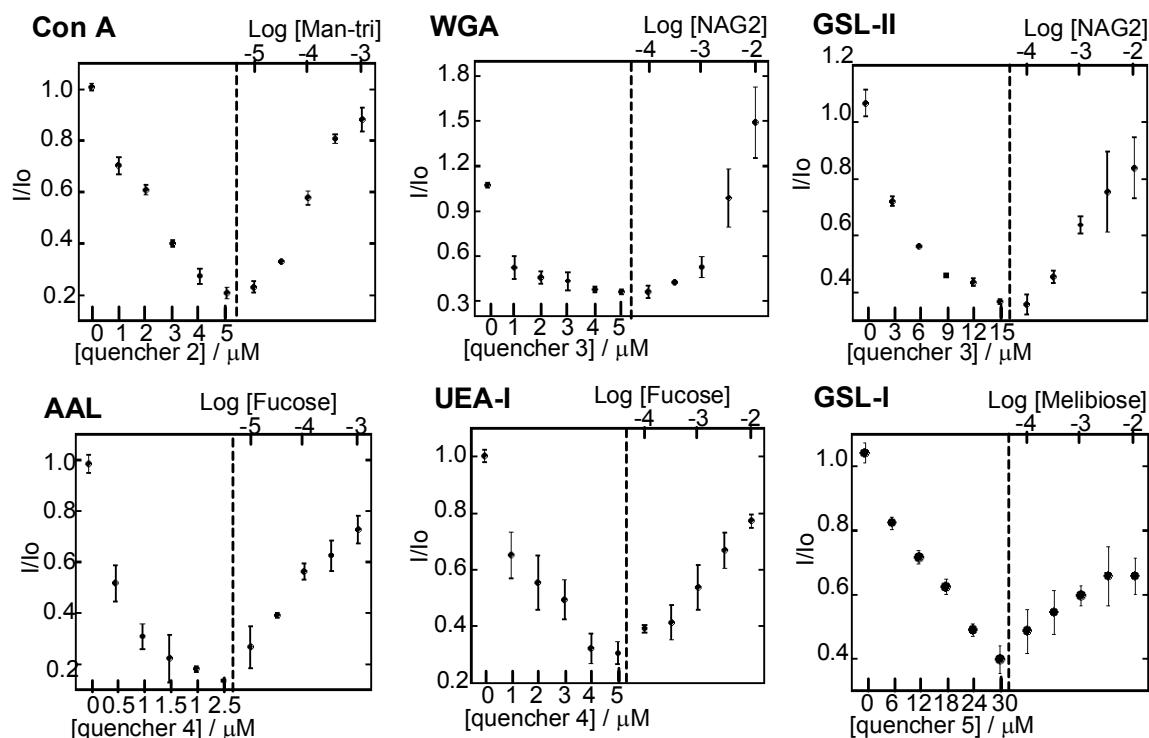 Con A
Log [Man-tri]
-5 -4 -3
1.0
0.8
0.6
0.4
0.2
I/Io
0 1 2 3 4 5
[quencher 2] / μM
WGA
Log [NAG2]
-4 -3 -2
1.8
1.5
1.2
0.9
0.6
0.3
I/Io
0 1 2 3 4 5
[quencher 3] / μM
GSL-II
Log [NAG2]
-4 -3 -2
1.2
1.0
0.8
0.6
0.4
I/Io
0 3 6 9 12 15
[quencher 3] / μM
AAL
Log [Fucose]
-5 -4 -3
1.0
0.8
0.6
0.4
0.2
I/Io
0 0.5 1 1.5 1 2.5
[quencher 4] / μM
UEA-I
Log [Fucose]
-4 -3 -2
1.0
0.8
0.6
0.4
0.2
I/Io
0 1 2 3 4 5
[quencher 4] / μM
GSL-I
Log [Melibiose]
-4 -3 -2
1.0
0.8
0.6
0.4
I/Io
0 6 12 18 24 30
[quencher 5] / μM